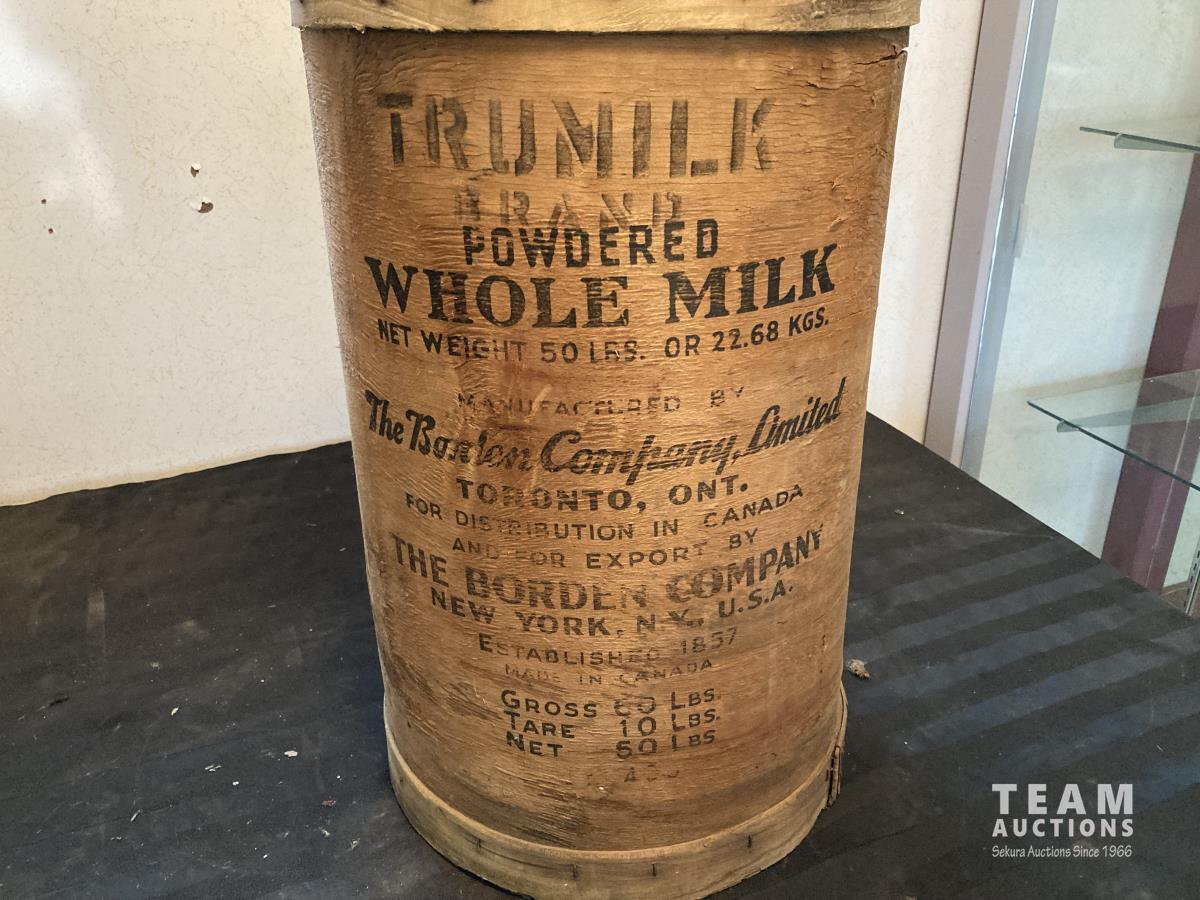 TRUMILK
BRAND
POWDERED
WHOLE MILK
NET WEIGHT 50 LBS. OR 22.68 KGS.
MANUFACTURED BY
The Borden Company, Limited
TORONTO, ONT.
FOR DISTRIBUTION IN CANADA
AND FOR EXPORT BY
THE BORDEN COMPANY
NEW YORK, N.Y., U.S.A.
ESTABLISHED 1857
MADE IN CANADA
GROSS 60 LBS.
TARE 10 LBS.
NET 50 LBS
TEAM
AUCTIONS
Sekura Auctions Since 1966